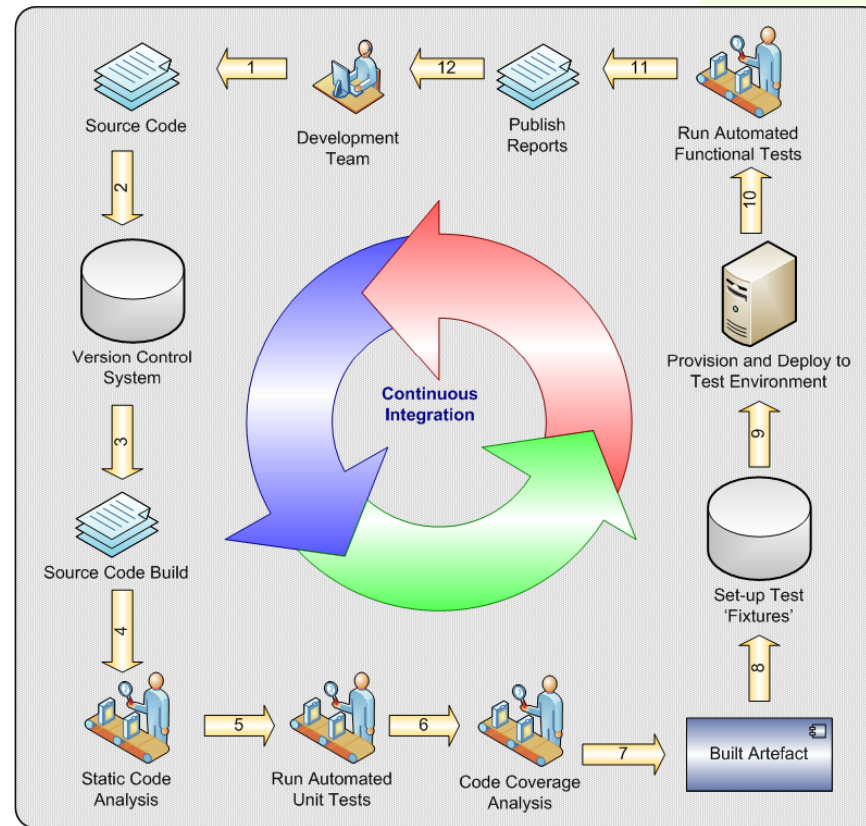 1
12
11
Source Code
Development
Team
Publish
Reports
Run Automated
Functional Tests
2
10
Version Control
System
Continuous
Integration
Provision and Deploy to
Test Environment
3
9
Source Code Build
Set-up Test
‘Fixtures’
4
8
5
6
7
Built Artefact
Static Code
Analysis
Run Automated
Unit Tests
Code Coverage
Analysis